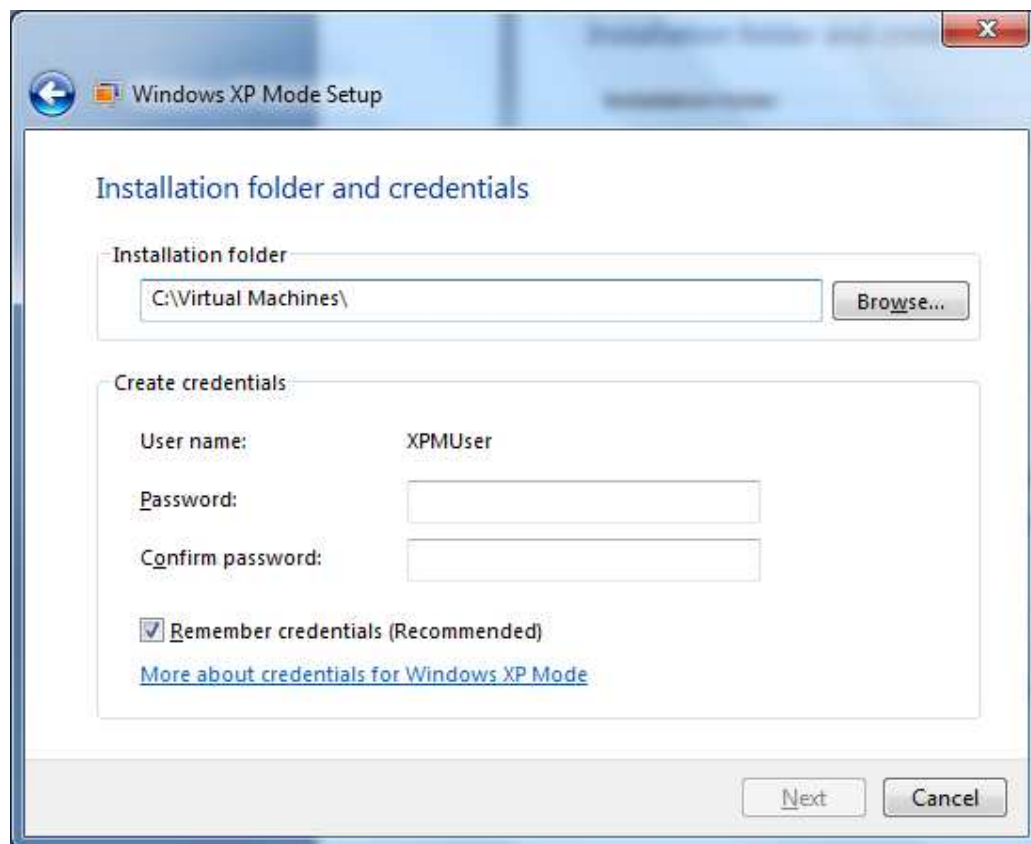 Windows XP Mode Setup
Installation folder and credentials
Installation folder
C:\Virtual Machines\
Browse...
Create credentials
User name: XPMUser
Password:
Confirm password:
Remember credentials (Recommended)
More about credentials for Windows XP Mode
Next Cancel